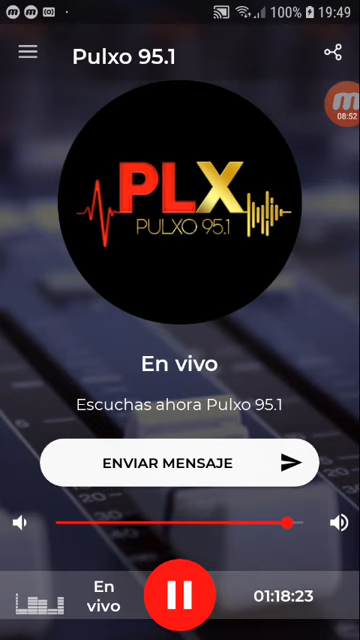 100% 19:49
Pulxo 95.1
08:52
PLX
PULXO 95.1
En vivo
Escuchas ahora Pulxo 95.1
ENVIAR MENSAJE
En
vivo
01:18:23